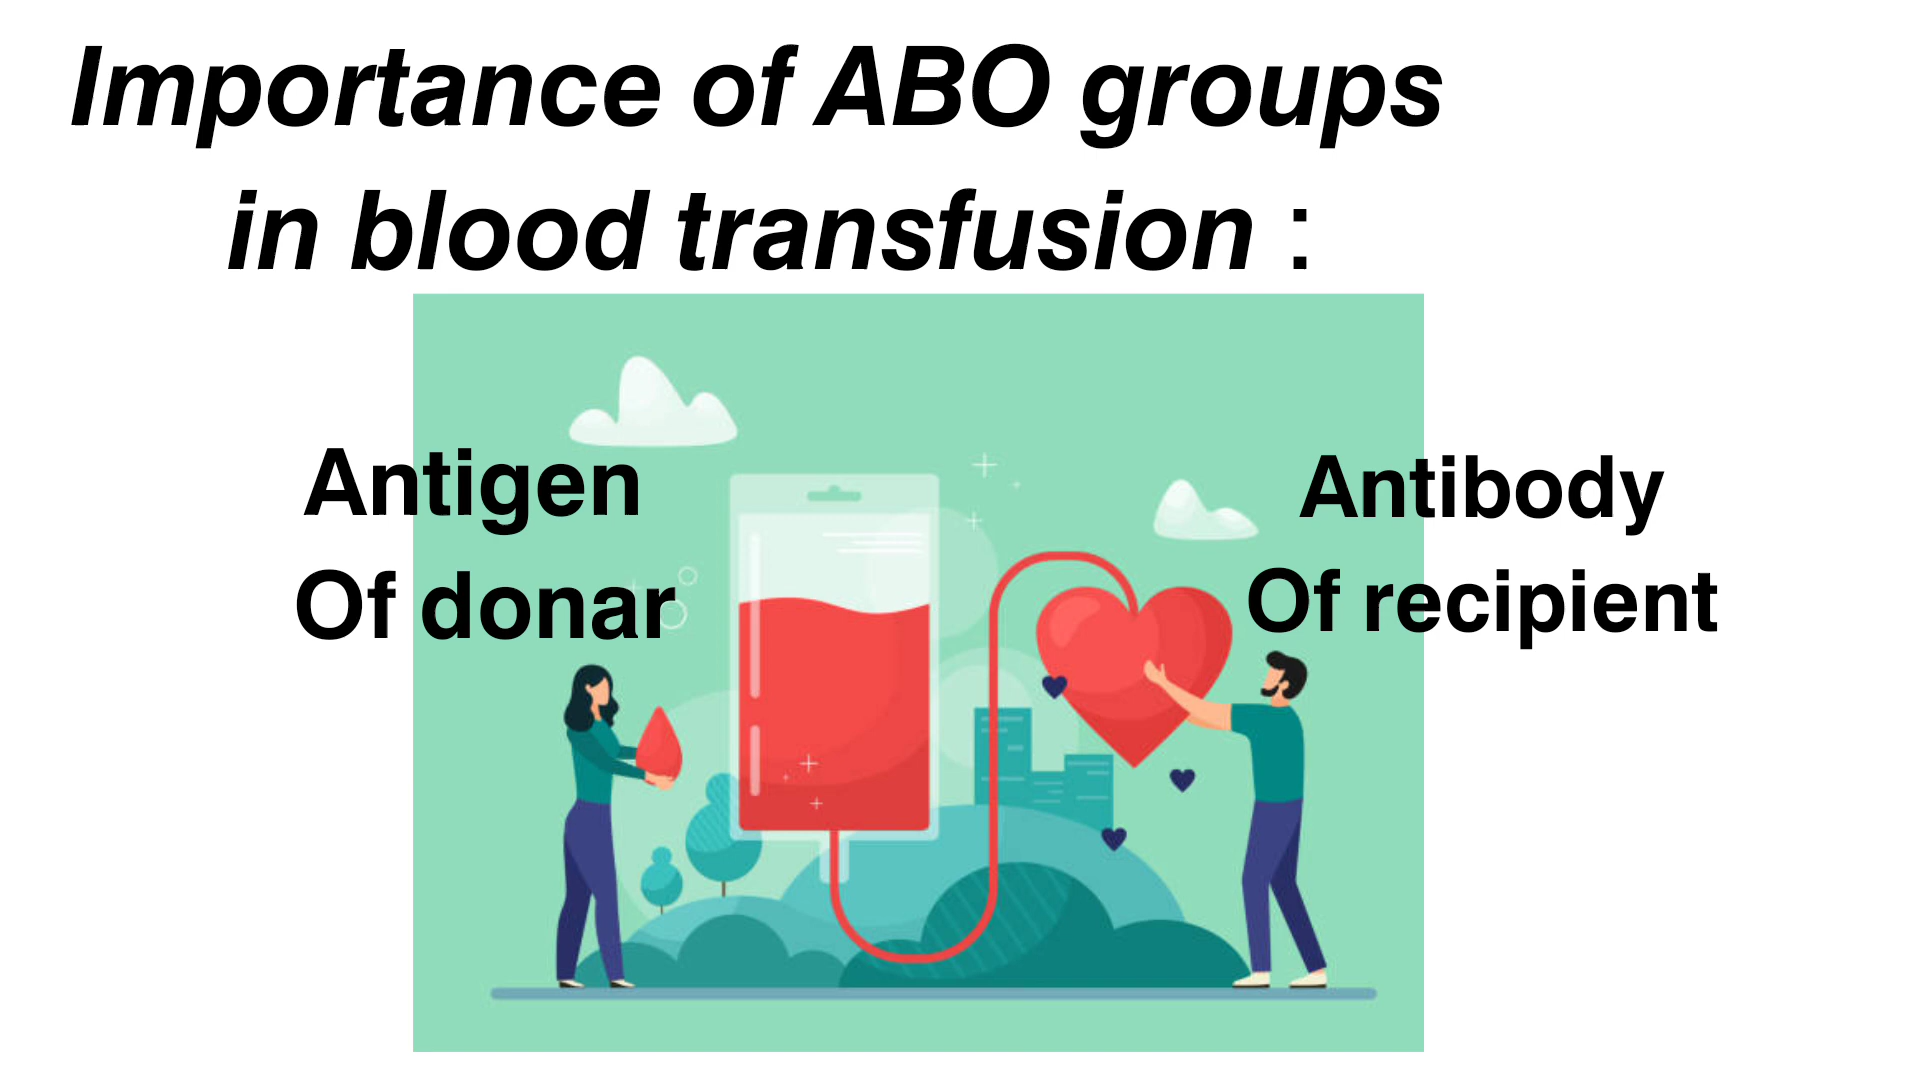 Importance of ABO groups
in blood transfusion :
Antigen
Of donar
Antibody
Of recipient